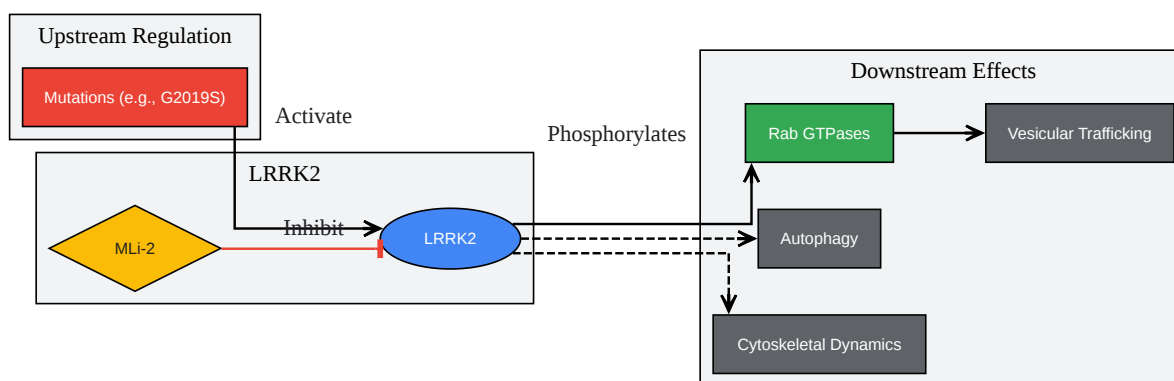 Upstream Regulation
Mutations (e.g., G2019S)
Activate
LRRK2
MLi-2
Inhibit
LRRK2
Phosphorylates
Downstream Effects
Rab GTPases
Vesicular Trafficking
Autophagy
Cytoskeletal Dynamics